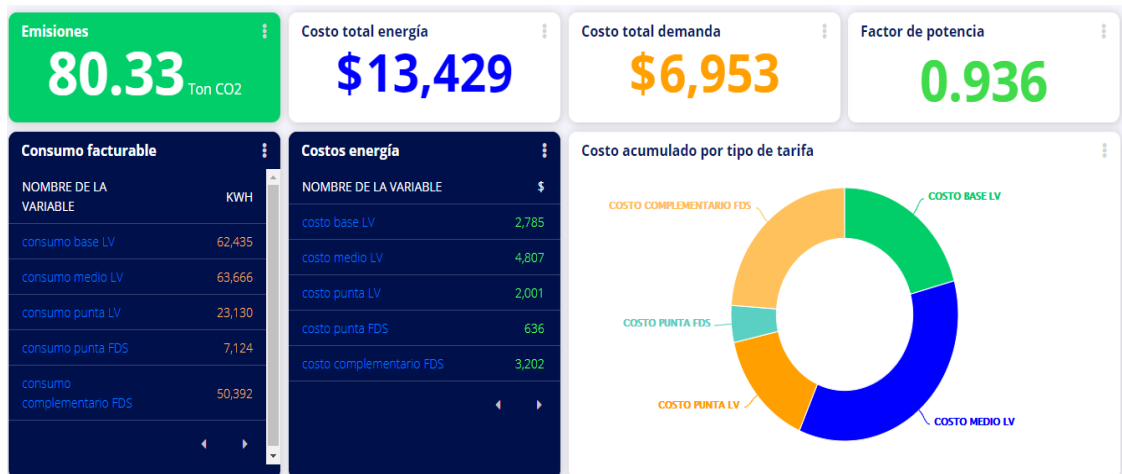 Emisiones
80.33 Ton CO2
Costo total energía
$13,429
Costo total demanda
$6,953
Factor de potencia
0.936
Consumo facturable
NOMBRE DE LA
VARIABLE
KWH
consumo base LV 62,435
consumo medio LV 63,666
consumo punta LV 23,130
consumo punta FDS 7,124
consumo
complementario FDS
50,392
Costos energía
NOMBRE DE LA VARIABLE $
costo base LV 2,785
costo medio LV 4,807
costo punta LV 2,001
costo punta FDS 636
costo complementario FDS 3,202
Costo acumulado por tipo de tarifa
COSTO BASE LV
COSTO COMPLEMENTARIO FDS
COSTO PUNTA FDS
COSTO PUNTA LV
COSTO MEDIO LV